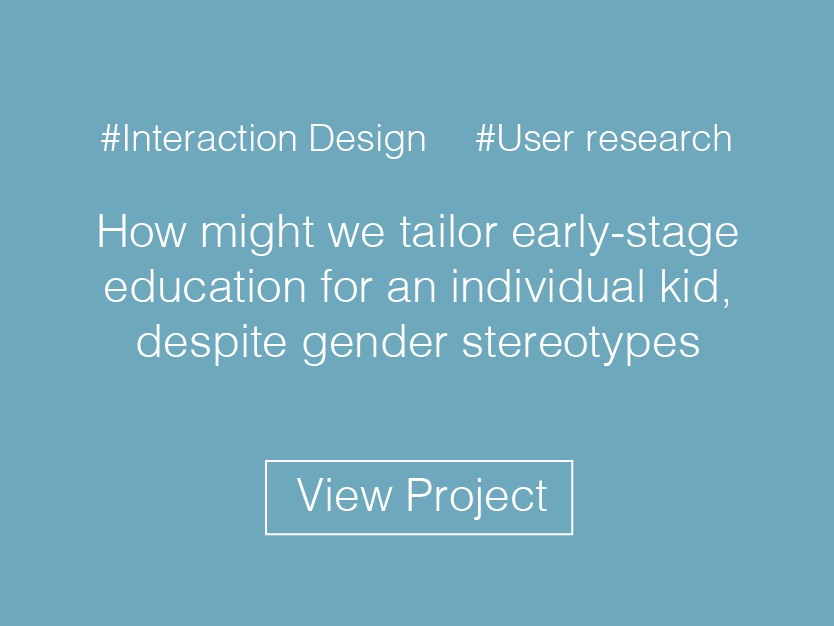 #Interaction Design #User research
How might we tailor early-stage
education for an individual kid,
despite gender stereotypes
View Project